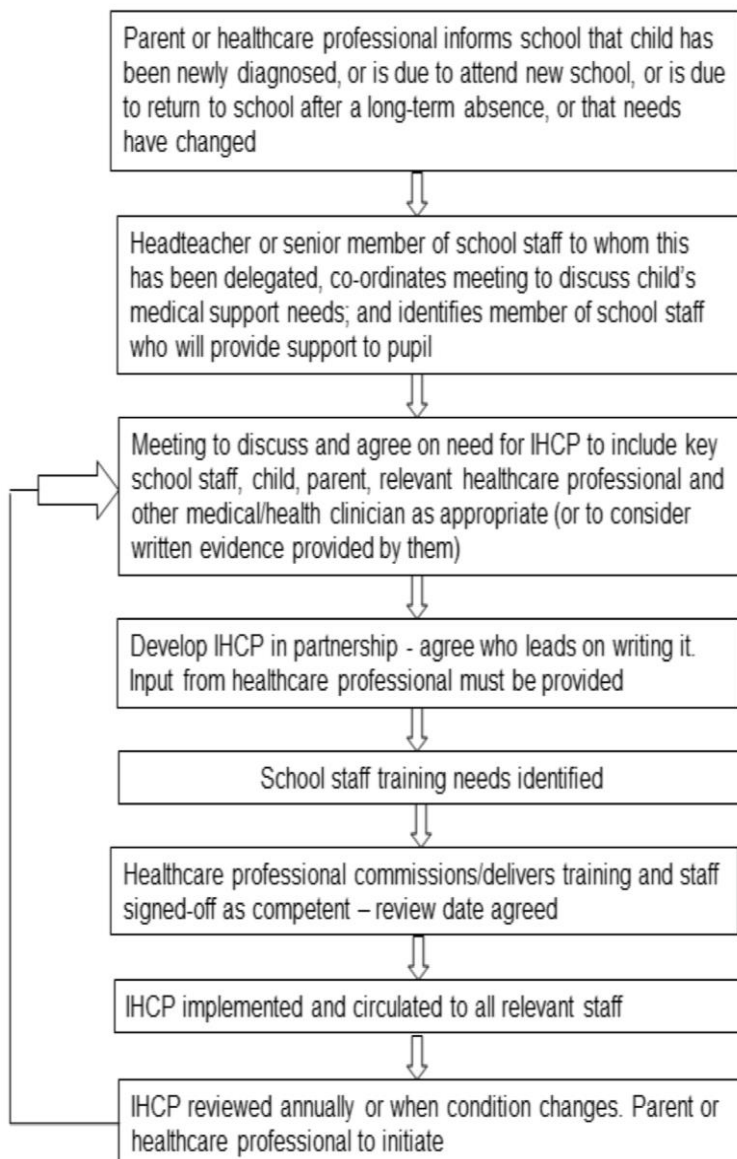 Parent or healthcare professional informs school that child has
been newly diagnosed, or is due to attend new school, or is due
to return to school after a long-term absence, or that needs
have changed
Headteacher or senior member of school staff to whom this
has been delegated, co-ordinates meeting to discuss child's
medical support needs; and identifies member of school staff
who will provide support to pupil
Meeting to discuss and agree on need for IHCP to include key
school staff, child, parent, relevant healthcare professional and
other medical/health clinician as appropriate (or to consider
written evidence provided by them)
Develop IHCP in partnership - agree who leads on writing it.
Input from healthcare professional must be provided
School staff training needs identified
Healthcare professional commissions/delivers training and staff
signed-off as competent – review date agreed
IHCP implemented and circulated to all relevant staff
IHCP reviewed annually or when condition changes. Parent or
healthcare professional to initiate